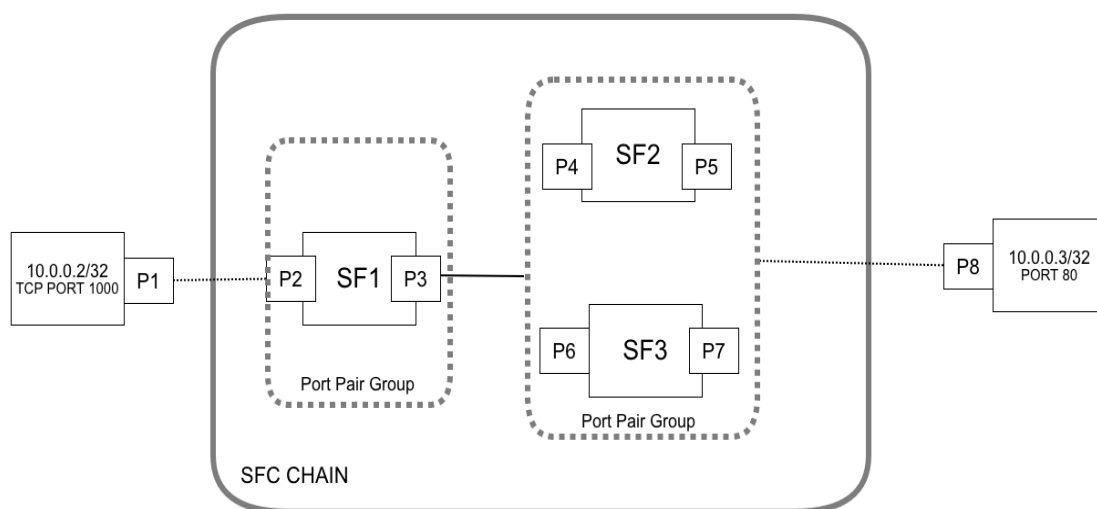 10.0.0.2/32
TCP PORT 1000
P1
P2
SF1
P3
Port Pair Group
P4
SF2
P5
P6
SF3
P7
Port Pair Group
P8
10.0.0.3/32
PORT 80
SFC CHAIN